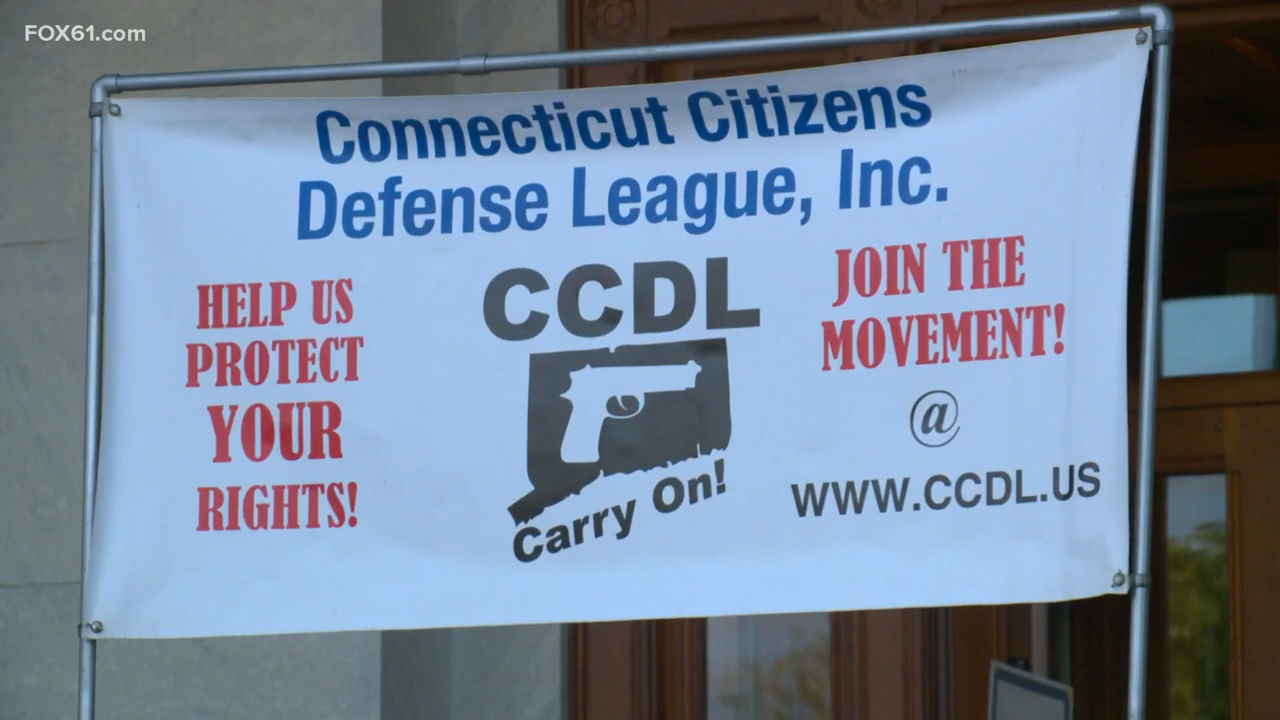 FOX61.com
Connecticut Citizens
Defense League, Inc.
HELP US
PROTECT
YOUR
RIGHTS!
CCDL
Carry On!
JOIN THE
MOVEMENT!
@
WWW.CCDL.US